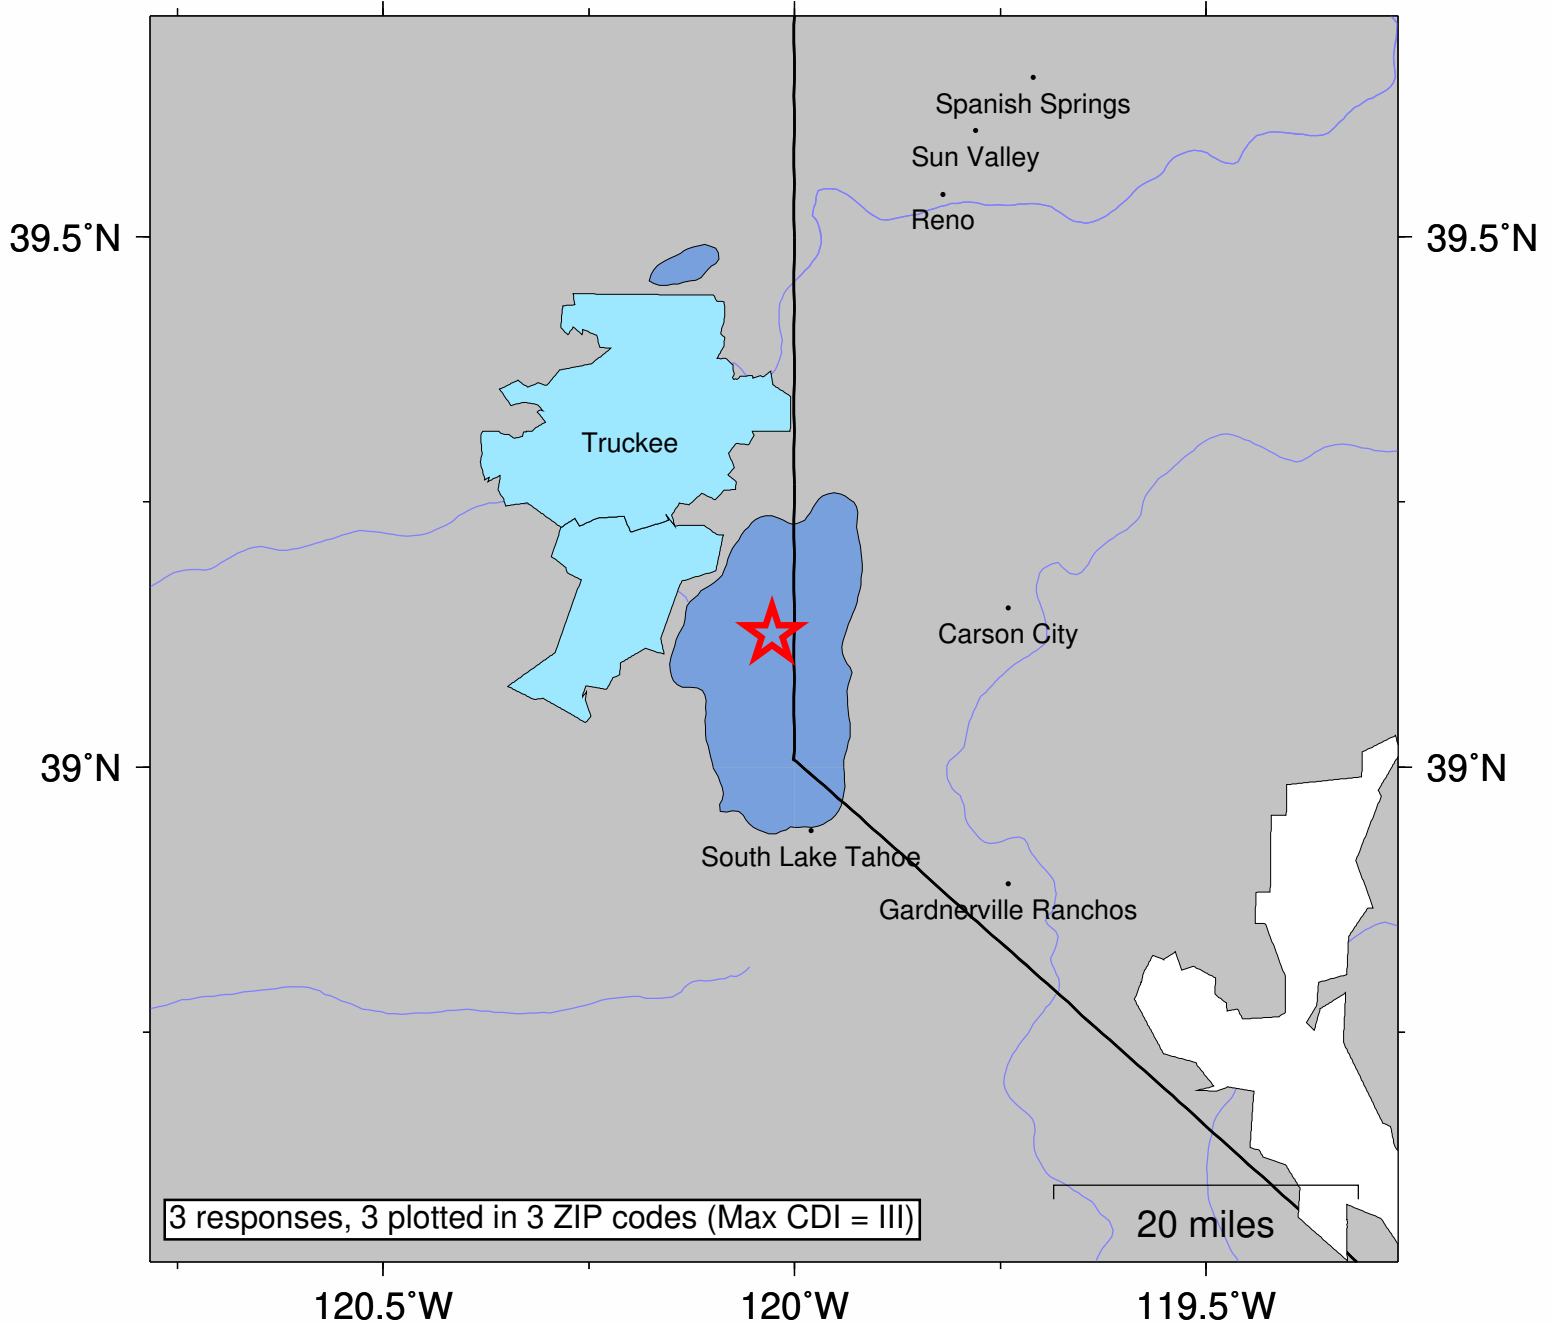 Spanish Springs
Sun Valley
Reno
39.5˚N
39.5˚N
Truckee
Carson City
39˚N
39˚N
South Lake Tahoe
Gardnerville Ranchos
3 responses, 3 plotted in 3 ZIP codes (Max CDI = III)
20 miles
120.5˚W
120˚W
119.5˚W